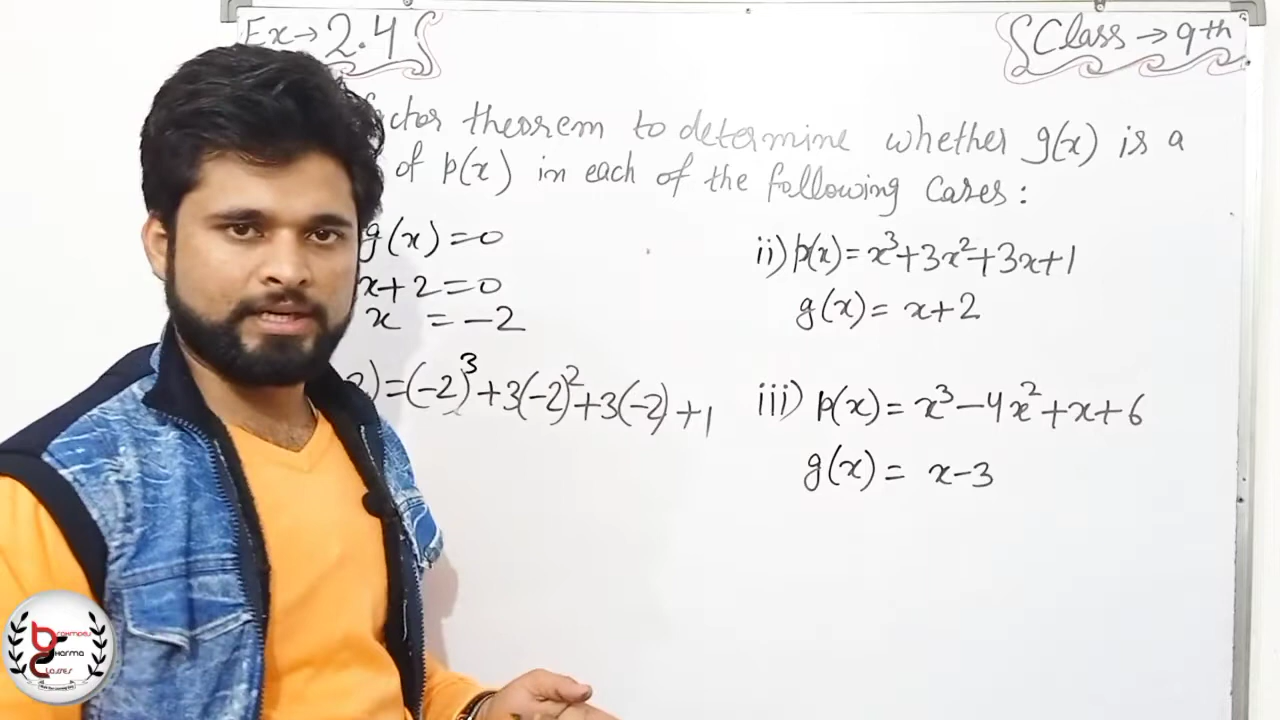 Ex→ 2.4
Class → 9th
factor theorem to determine whether g(x) is a
of p(x) in each of the following cases:
g(x) = 0
x+2 = 0
x = -2
2) = (-2)³+3(-2)²+3(-2)+1
ii) p(x) = x³+3x²+3x+1
g(x) = x+2
iii) p(x) = x³-4x²+x+6
g(x) = x-3